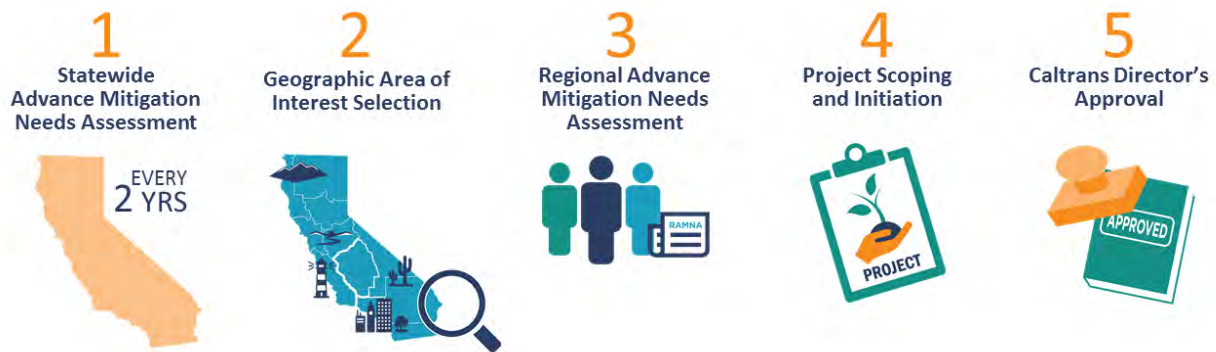 1
Statewide
Advance Mitigation
Needs Assessment
EVERY
2 YRS
2
Geographic Area of
Interest Selection
3
Regional Advance
Mitigation Needs
Assessment
RAMNA
4
Project Scoping
and Initiation
PROJECT
5
Caltrans Director's
Approval
APPROVED